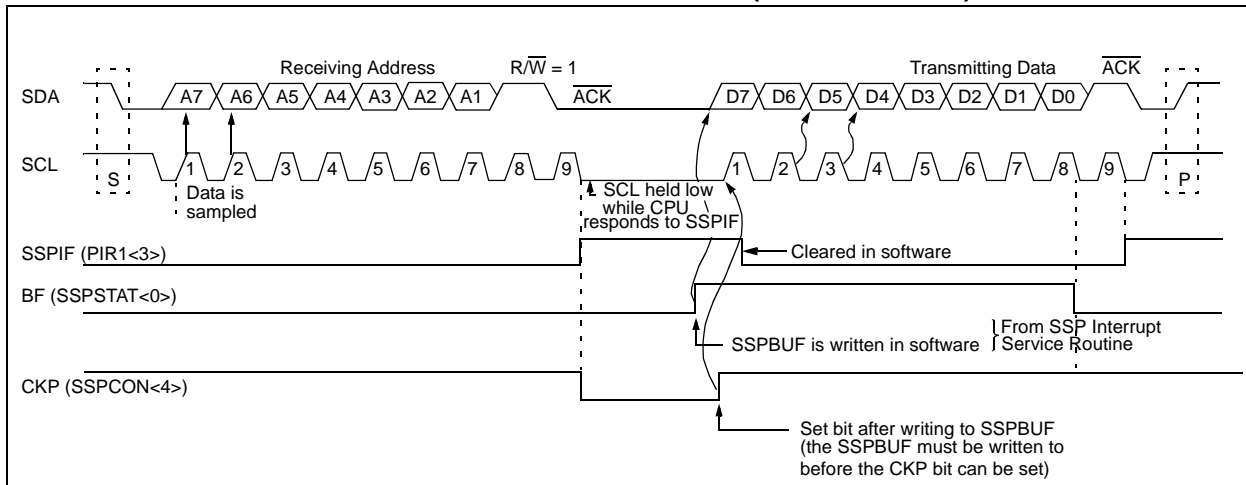 Receiving Address R/W̅ = 1 Transmitting Data A̅C̅K̅
SDA A7 A6 A5 A4 A3 A2 A1 A̅C̅K̅ D7 D6 D5 D4 D3 D2 D1 D0
SCL S 1 2 3 4 5 6 7 8 9 1 2 3 4 5 6 7 8 9 P
Data is
sampled
SCL held low
while CPU
responds to SSPIF
SSPIF (PIR1<3>)
Cleared in software
BF (SSPSTAT<0>)
SSPBUF is written in software
From SSP Interrupt
Service Routine
CKP (SSPCON<4>)
Set bit after writing to SSPBUF
(the SSPBUF must be written to
before the CKP bit can be set)